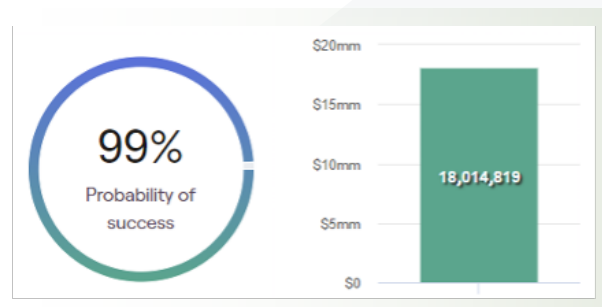 99%
Probability of
success
$20mm
$15mm
$10mm
$5mm
$0
18,014,819